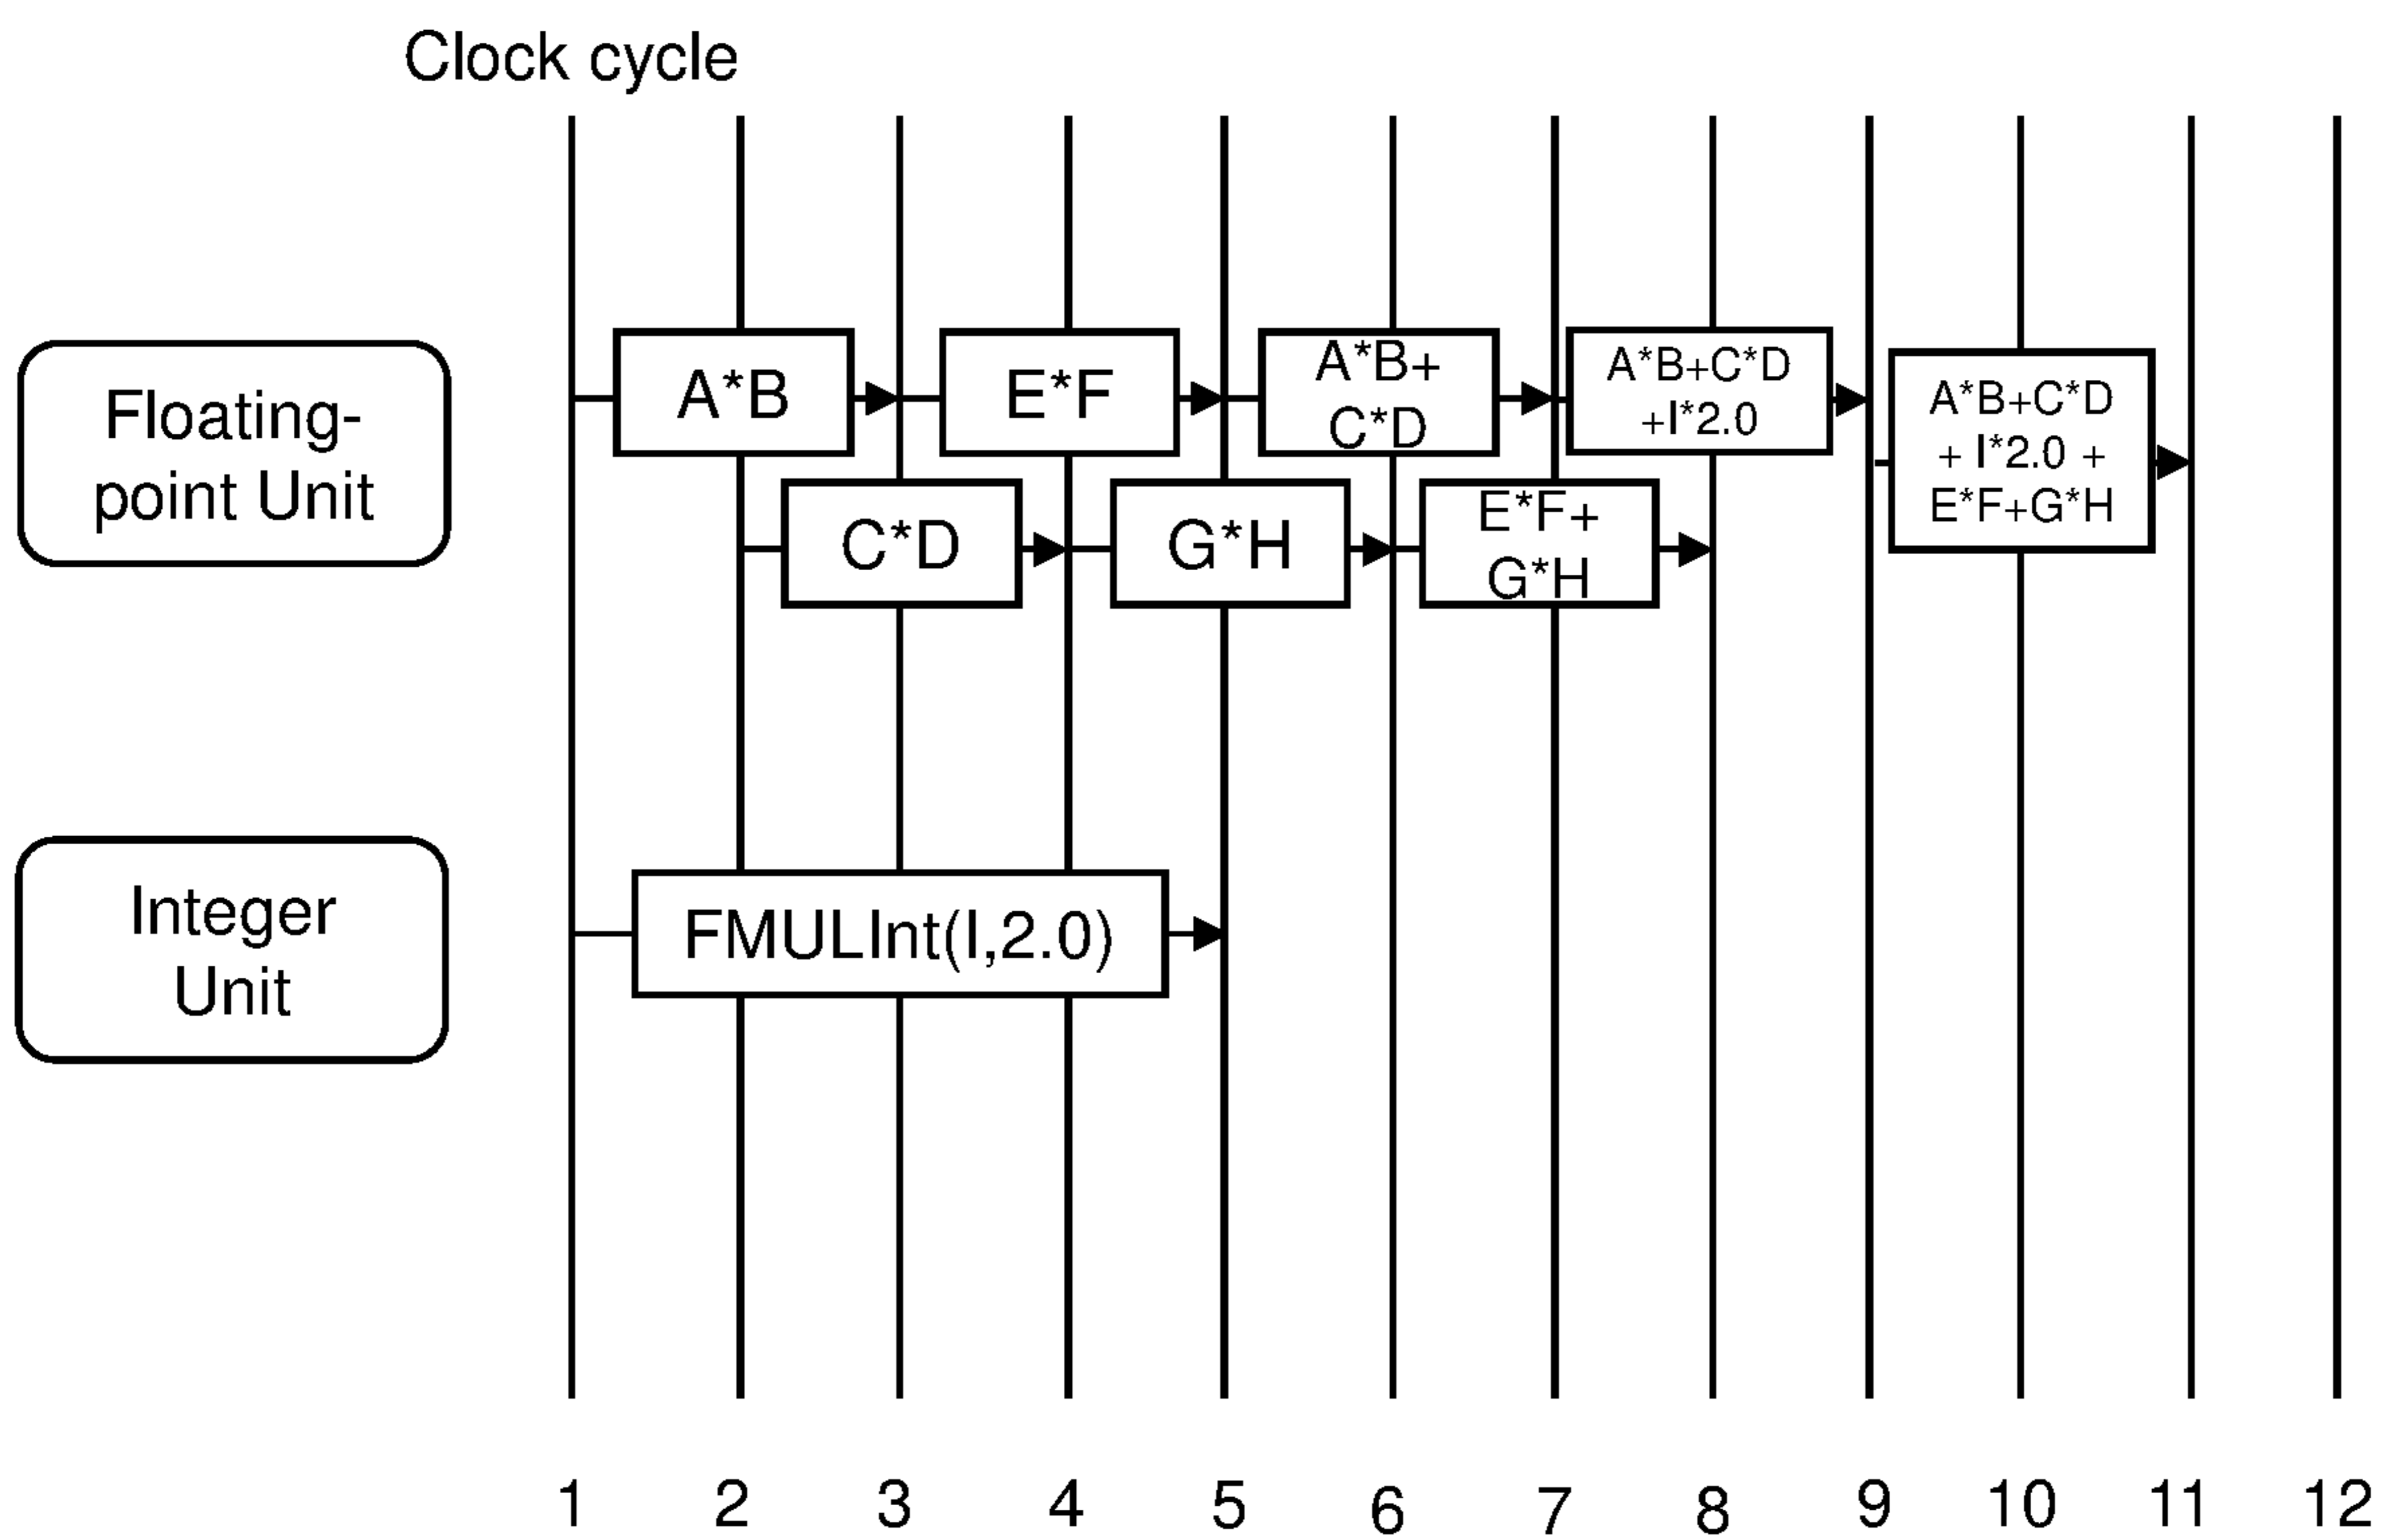 Clock cycle
Floating-
point Unit
A*B
E*F
A*B+
C*D
A*B+C*D
+I*2.0
A*B+C*D
+ I*2.0 +
E*F+G*H
C*D
G*H
E*F+
G*H
Integer
Unit
FMULInt(I,2.0)
1 2 3 4 5 6 7 8 9 10 11 12